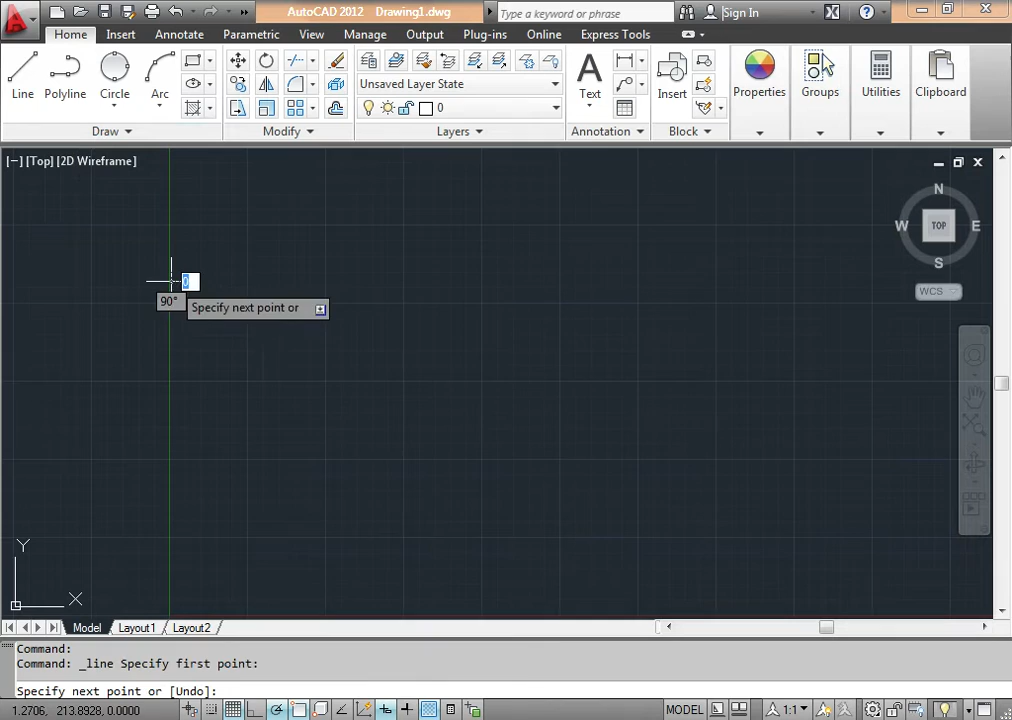 AutoCAD 2012 Drawing1.dwg
Type a keyword or phrase
Sign In
Home Insert Annotate Parametric View Manage Output Plug-ins Online Express Tools
Unsaved Layer State
0
Line Polyline Circle Arc
Text Insert Properties Groups Utilities Clipboard
Draw Modify Layers Annotation Block
[−] [Top] [2D Wireframe]
N
W TOP E
S
WCS
0
90° Specify next point or
Y
X
Model Layout1 Layout2
Command:
Command: _line Specify first point:
Specify next point or [Undo]:
1.2706, 213.8928, 0.0000
MODEL 1:1